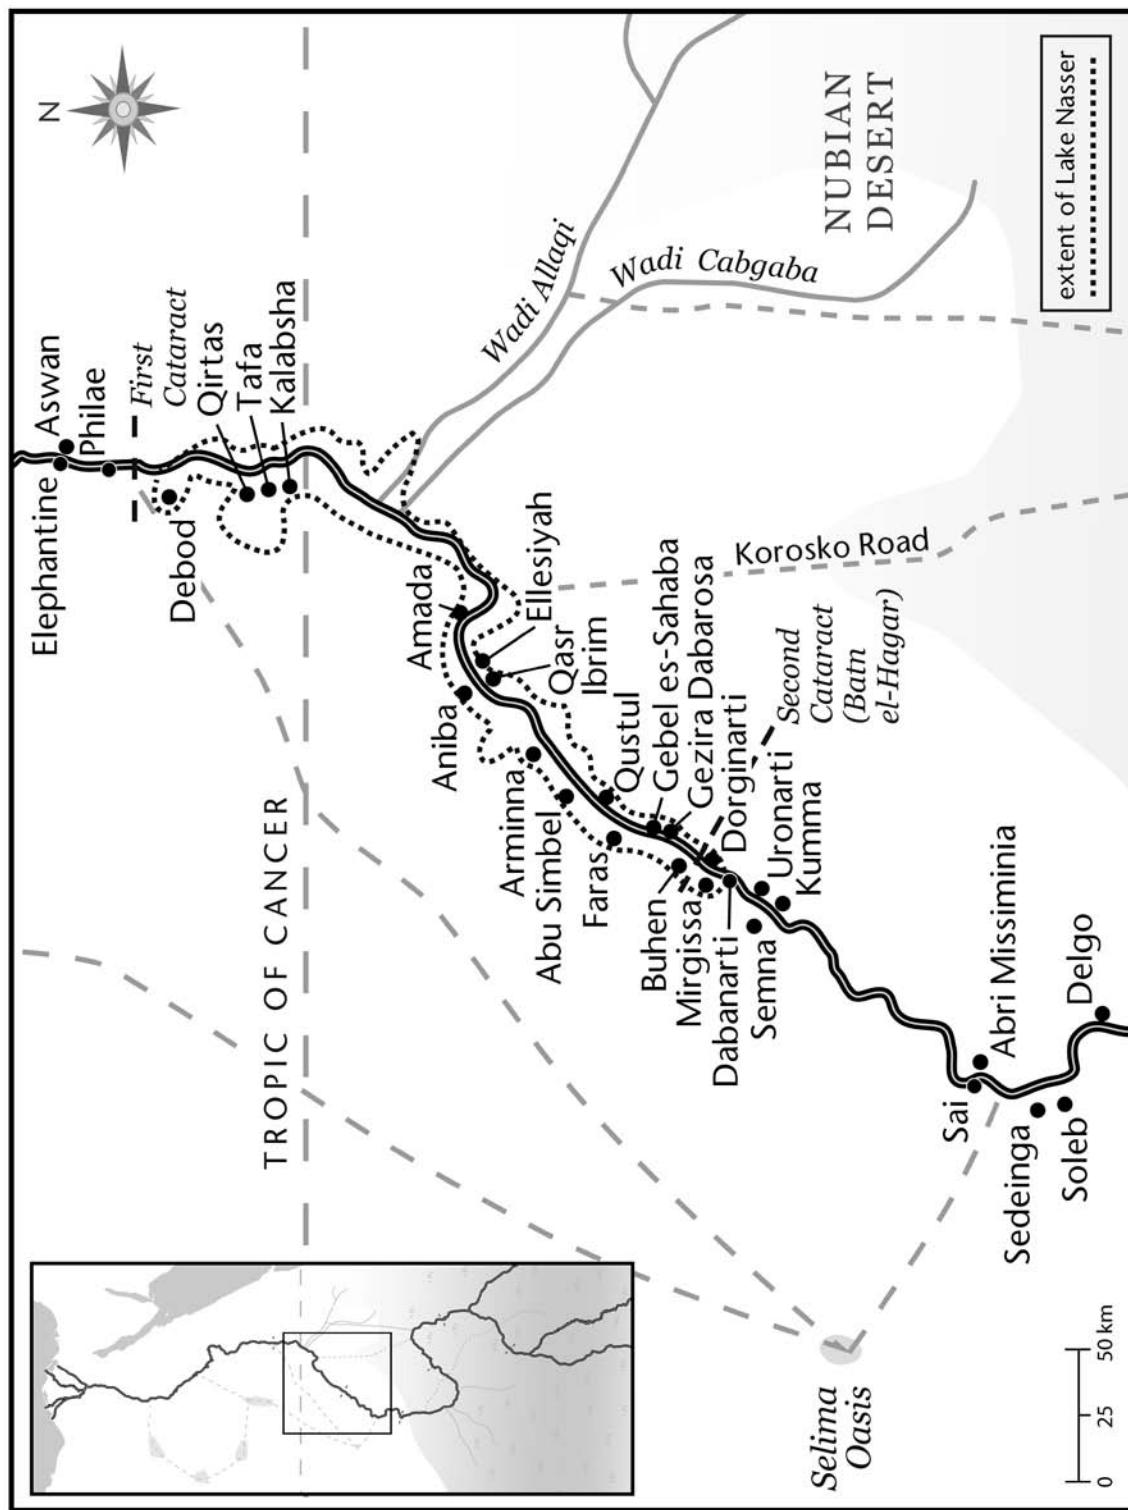 N
Elephantine
Aswan
Philae
First
Cataract
Qirtas
Tafa
Kalabsha
Debod
TROPIC OF CANCER
Wadi Allaqi
Wadi Cabgaba
NUBIAN
DESERT
Amada
Ellesiyah
Qasr
Ibrim
Aniba
Korosko Road
Arminna
Abu Simbel
Qustul
Gebel es-Sahaba
Gezira Dabarosa
Faras
Dorginarti
Second
Cataract
(Batn
el-Hagar)
Buhen
Mirgissa
Dabanarti
Uronarti
Kumma
Semna
Sai
Abri Missiminia
Sedeinga
Soleb
Delgo
Selima
Oasis
0 25 50 km
extent of Lake Nasser